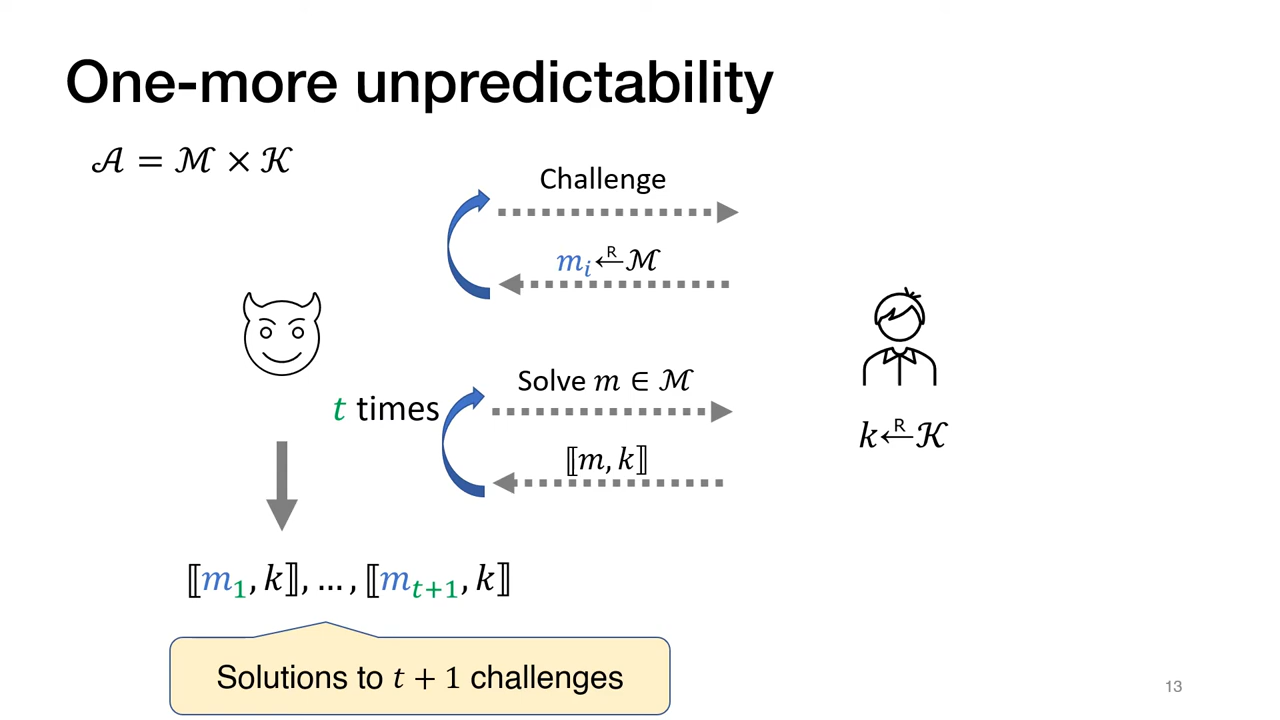 One-more unpredictability
𝒜 = ℳ × 𝒦
Challenge
mᵢ ←ᴿ ℳ
Solve m ∈ ℳ
t times
⟦m, k⟧
k ←ᴿ 𝒦
⟦m₁, k⟧, … , ⟦mₜ₊₁, k⟧
Solutions to t + 1 challenges
13